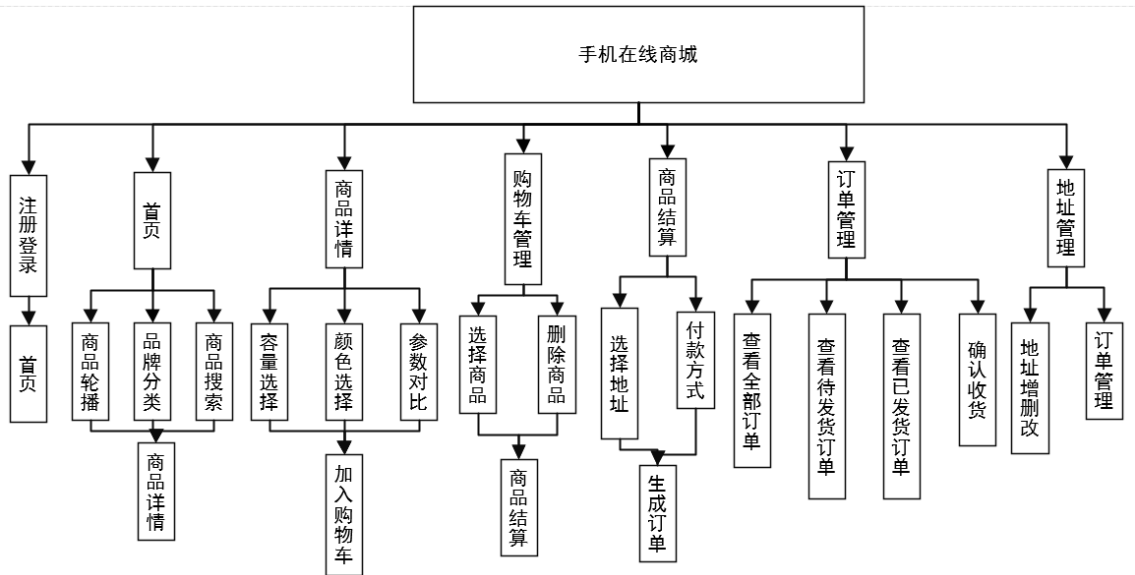 手机在线商城
注册登录
首页
商品详情
购物车管理
商品结算
订单管理
地址管理
首页
商品轮播
品牌分类
商品搜索
容量选择
颜色选择
参数对比
选择商品
删除商品
选择地址
付款方式
查看全部订单
查看待发货订单
查看已发货订单
确认收货
地址增删改
订单管理
商品详情
加入购物车
商品结算
生成订单